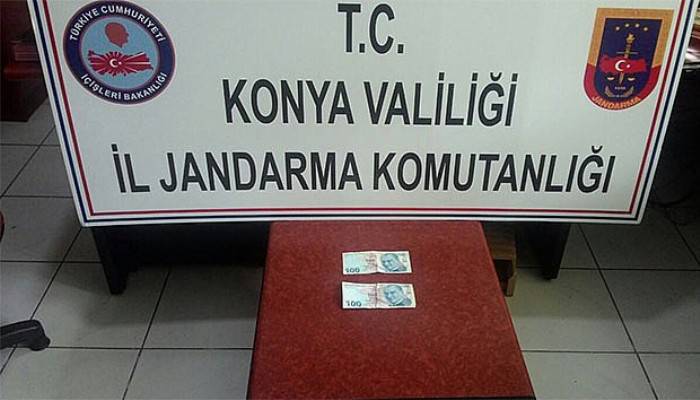 T.C.
KONYA VALİLİĞİ
İL JANDARMA KOMUTANLIĞI
TÜRKİYE CUMHURİYETİ
İÇİŞLERİ BAKANLIĞI
JANDARMA
100
100